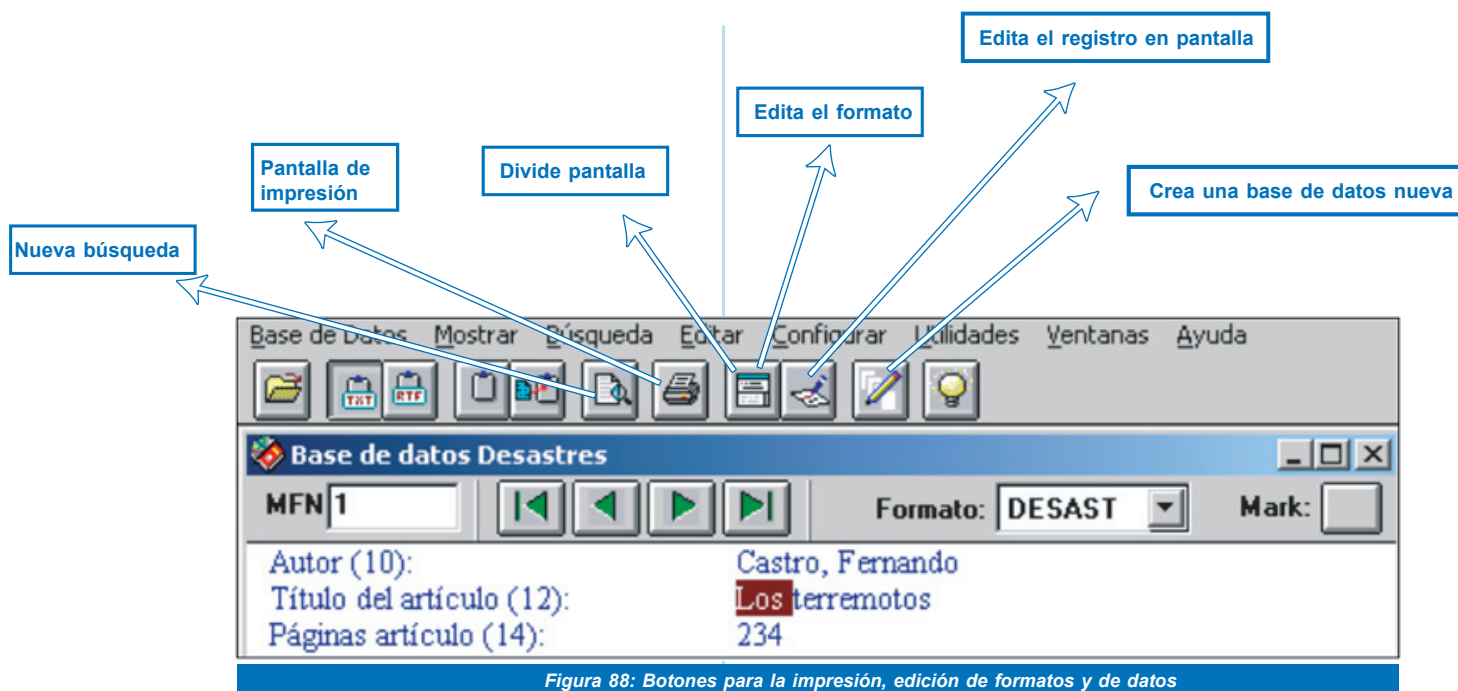 Edita el registro en pantalla
Edita el formato
Pantalla de
impresión
Divide pantalla
Crea una base de datos nueva
Nueva búsqueda
Base de Datos Mostrar Búsqueda Editar Configurar Utilidades Ventanas Ayuda
TXT RTF
Base de datos Desastres
MFN 1 Formato: DESAST Mark:
Autor (10): Castro, Fernando
Título del artículo (12): Los terremotos
Páginas artículo (14): 234
Figura 88: Botones para la impresión, edición de formatos y de datos